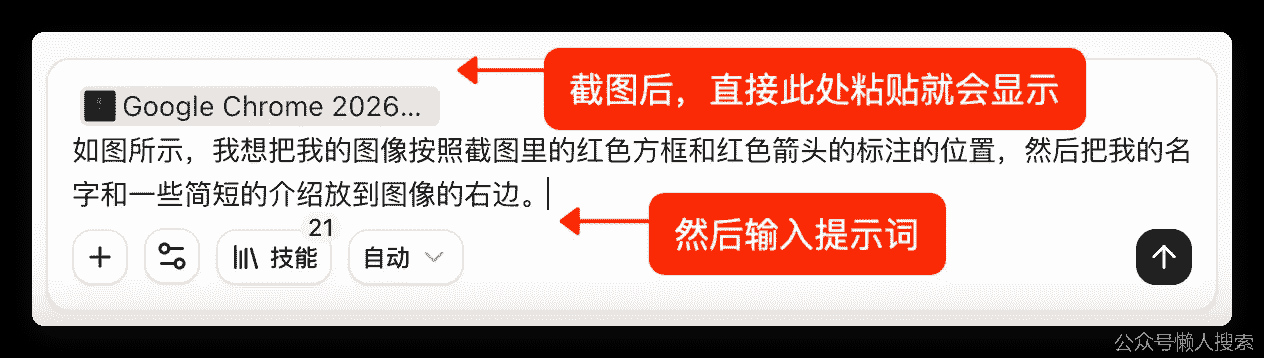 截图后，直接此处粘贴就会显示
Google Chrome 2026...
如图所示，我想把我的图像按照截图里的红色方框和红色箭头的标注的位置，然后把我的名
字和一些简短的介绍放到图像的右边。
然后输入提示词
21
技能
自动
公众号懒人搜索